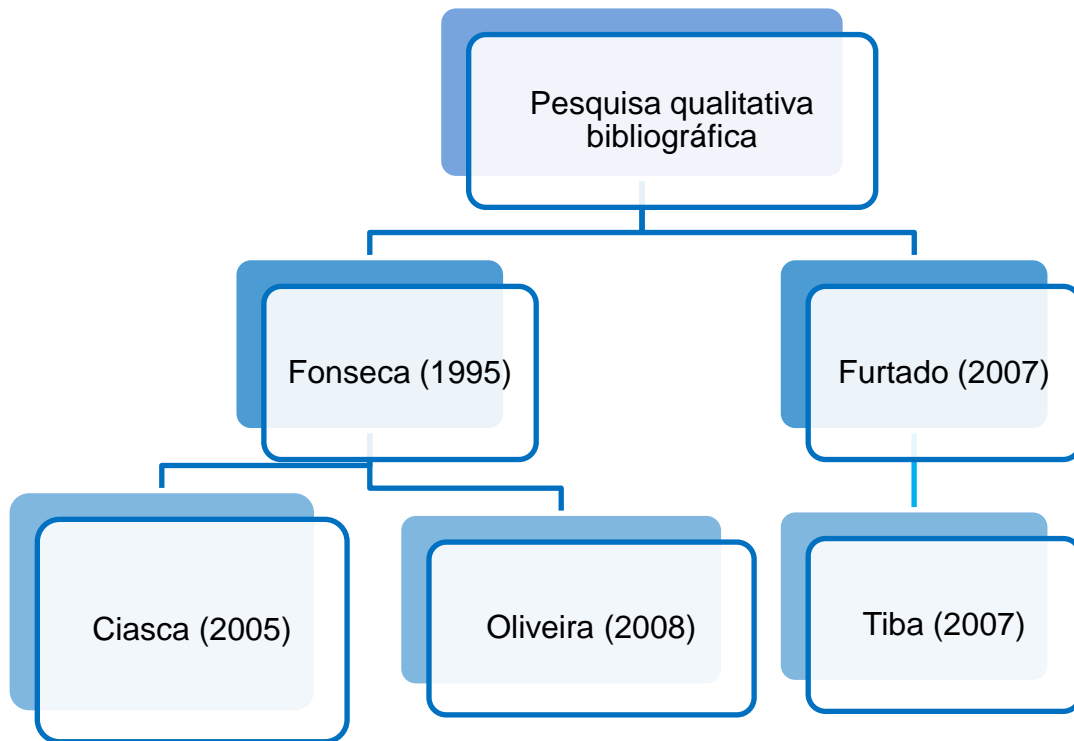 Pesquisa qualitativa
bibliográfica
Fonseca (1995)
Furtado (2007)
Ciasca (2005)
Oliveira (2008)
Tiba (2007)